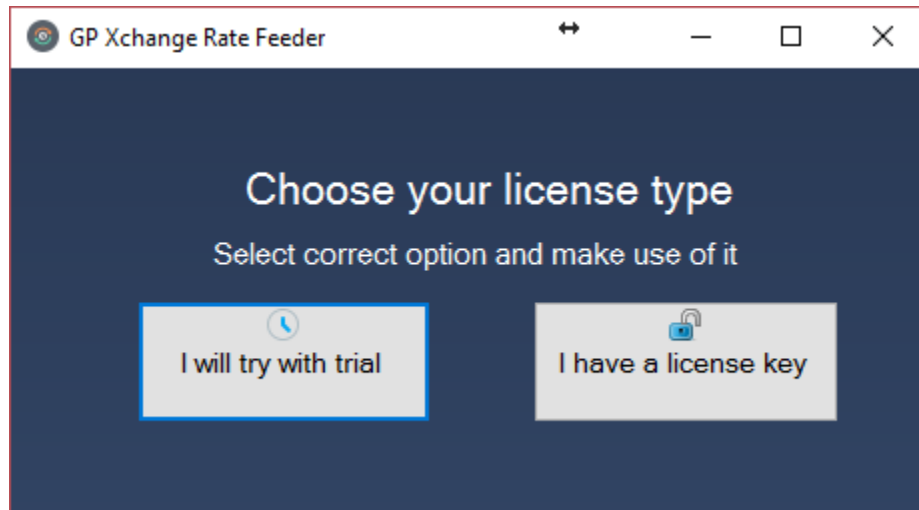 GP Xchange Rate Feeder
Choose your license type
Select correct option and make use of it
I will try with trial
I have a license key